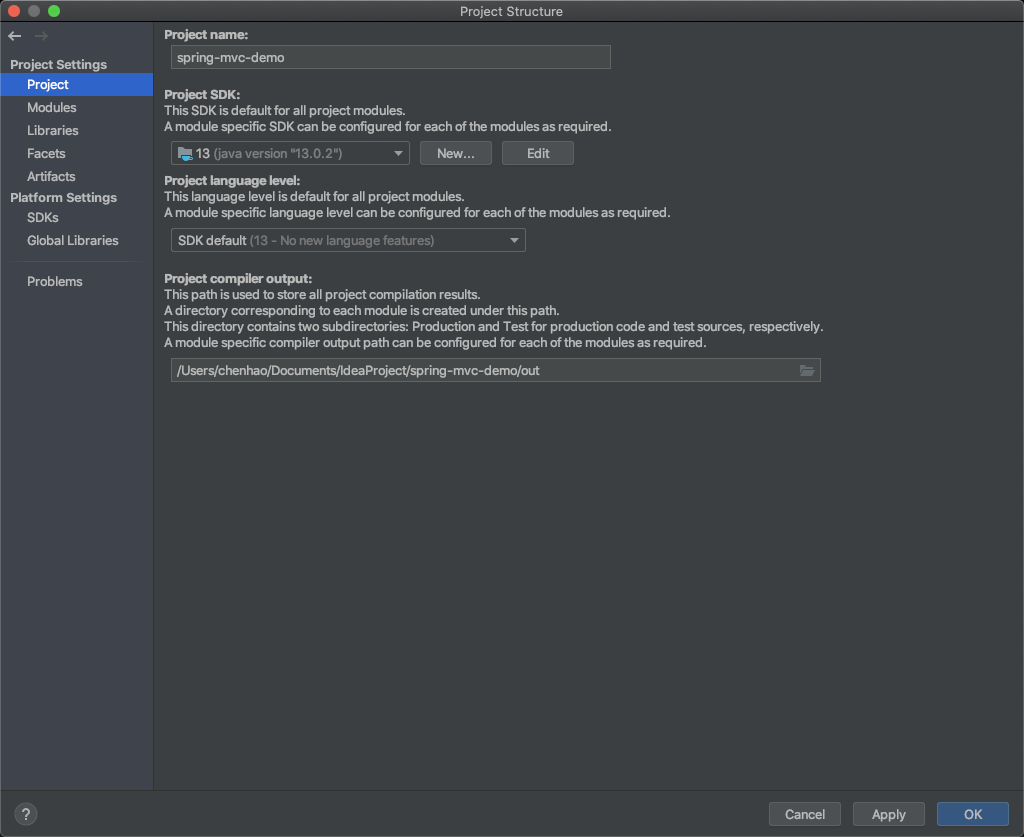 Project Structure
Project Settings
Project
Modules
Libraries
Facets
Artifacts
Platform Settings
SDKs
Global Libraries
Problems
Project name:
spring-mvc-demo
Project SDK:
This SDK is default for all project modules.
A module specific SDK can be configured for each of the modules as required.
13 (java version "13.0.2")
New...
Edit
Project language level:
This language level is default for all project modules.
A module specific language level can be configured for each of the modules as required.
SDK default (13 - No new language features)
Project compiler output:
This path is used to store all project compilation results.
A directory corresponding to each module is created under this path.
This directory contains two subdirectories: Production and Test for production code and test sources, respectively.
A module specific compiler output path can be configured for each of the modules as required.
/Users/chenhao/Documents/IdeaProject/spring-mvc-demo/out
?
Cancel
Apply
OK